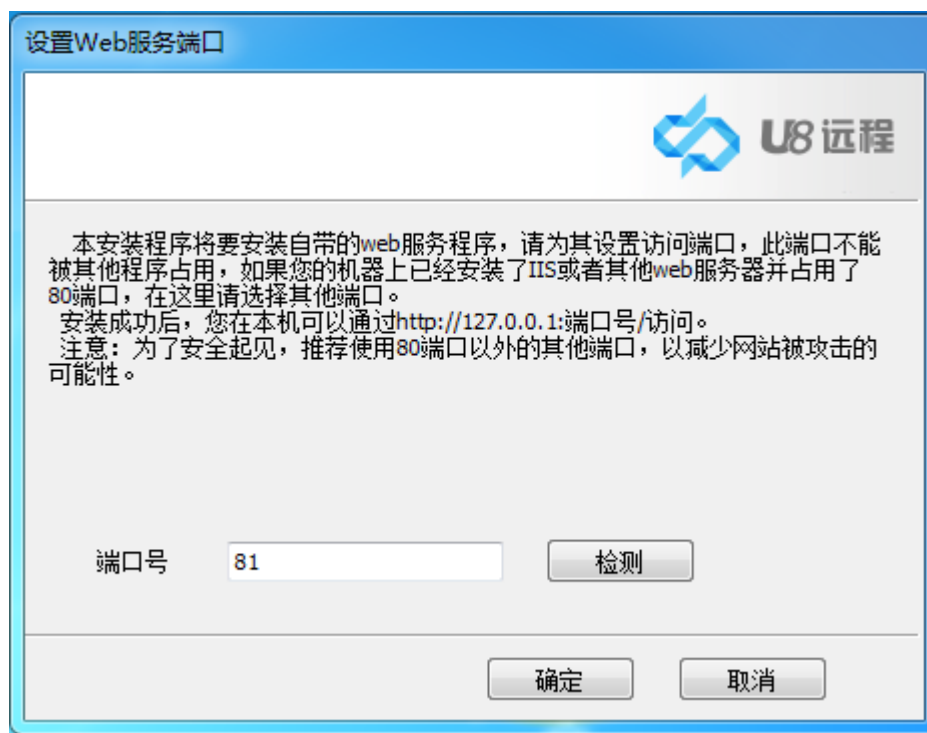 设置Web服务端口
U8远程
本安装程序将要安装自带的web服务程序，请为其设置访问端口，此端口不能
被其他程序占用，如果您的机器上已经安装了IIS或者其他web服务器并占用了
80端口，在这里请选择其他端口。
安装成功后，您在本机可以通过http://127.0.0.1:端口号/访问。
注意：为了安全起见，推荐使用80端口以外的其他端口，以减少网站被攻击的
可能性。
端口号 81 检测
确定 取消